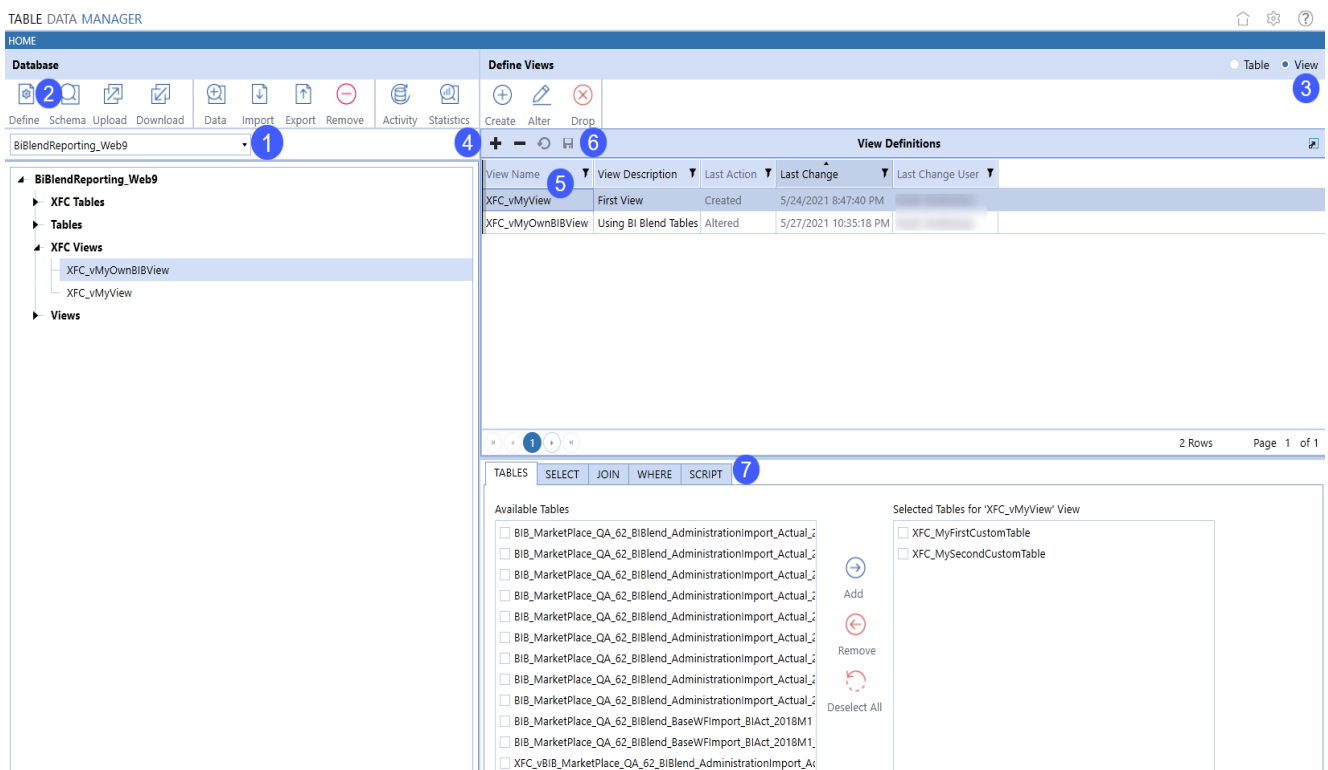 TABLE DATA MANAGER
HOME
Database
2
Define Schema Upload Download Data Import Export Remove Activity Statistics
BiBlendReporting_Web9
1
BiBlendReporting_Web9
XFC Tables
Tables
XFC Views
XFC_vMyOwnBIBView
XFC_vMyView
Views
Define Views
Table View
3
Create Alter Drop
4
6
View Definitions
View Name View Description Last Action Last Change Last Change User
5
XFC_vMyView First View Created 5/24/2021 8:47:40 PM
XFC_vMyOwnBIBView Using BI Blend Tables Altered 5/27/2021 10:35:18 PM
1
2 Rows Page 1 of 1
TABLES SELECT JOIN WHERE SCRIPT
7
Available Tables
BIB_MarketPlace_QA_62_BIBlend_AdministrationImport_Actual_2
BIB_MarketPlace_QA_62_BIBlend_AdministrationImport_Actual_2
BIB_MarketPlace_QA_62_BIBlend_AdministrationImport_Actual_2
BIB_MarketPlace_QA_62_BIBlend_AdministrationImport_Actual_2
BIB_MarketPlace_QA_62_BIBlend_AdministrationImport_Actual_2
BIB_MarketPlace_QA_62_BIBlend_AdministrationImport_Actual_2
BIB_MarketPlace_QA_62_BIBlend_AdministrationImport_Actual_2
BIB_MarketPlace_QA_62_BIBlend_AdministrationImport_Actual_2
BIB_MarketPlace_QA_62_BIBlend_AdministrationImport_Actual_2
BIB_MarketPlace_QA_62_BIBlend_BaseWFImport_BIAct_2018M1
BIB_MarketPlace_QA_62_BIBlend_BaseWFImport_BIAct_2018M1_
XFC_vBIB_MarketPlace_QA_62_BIBlend_AdministrationImport_Ac
Add
Remove
Deselect All
Selected Tables for 'XFC_vMyView' View
XFC_MyFirstCustomTable
XFC_MySecondCustomTable